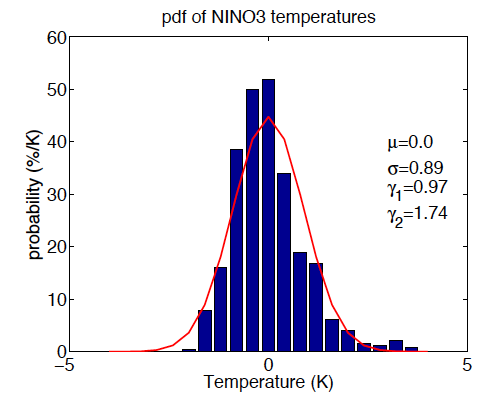 pdf of NINO3 temperatures
60
50
40
30
20
10
0
probability (%/K)
μ=0.0
σ=0.89
γ1=0.97
γ2=1.74
−5
0
5
Temperature (K)